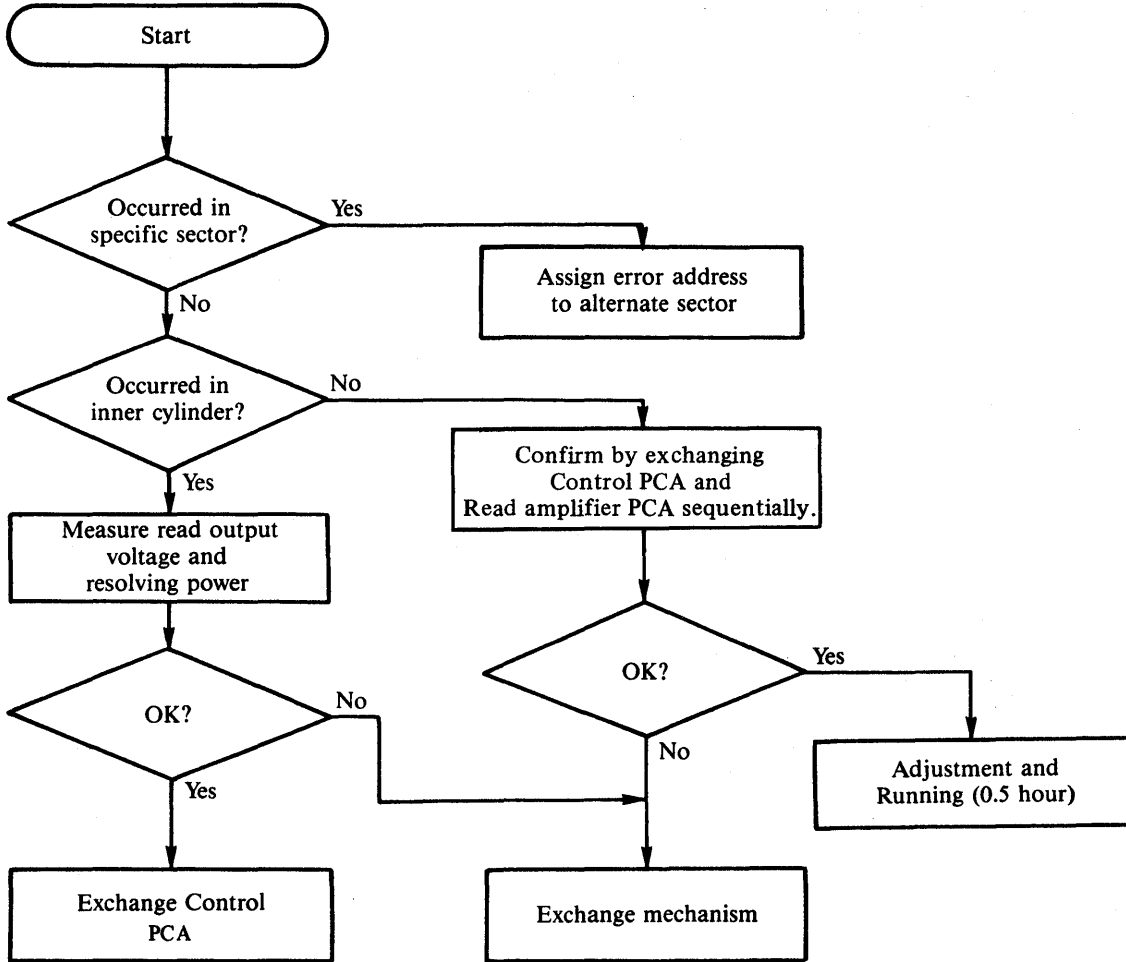 Start
Occurred in
specific sector?
Yes
Assign error address
to alternate sector
No
Occurred in
inner cylinder?
No
Confirm by exchanging
Control PCA and
Read amplifier PCA sequentially.
Yes
Measure read output
voltage and
resolving power
OK?
No
Yes
OK?
Yes
No
Adjustment and
Running (0.5 hour)
Exchange Control
PCA
Exchange mechanism